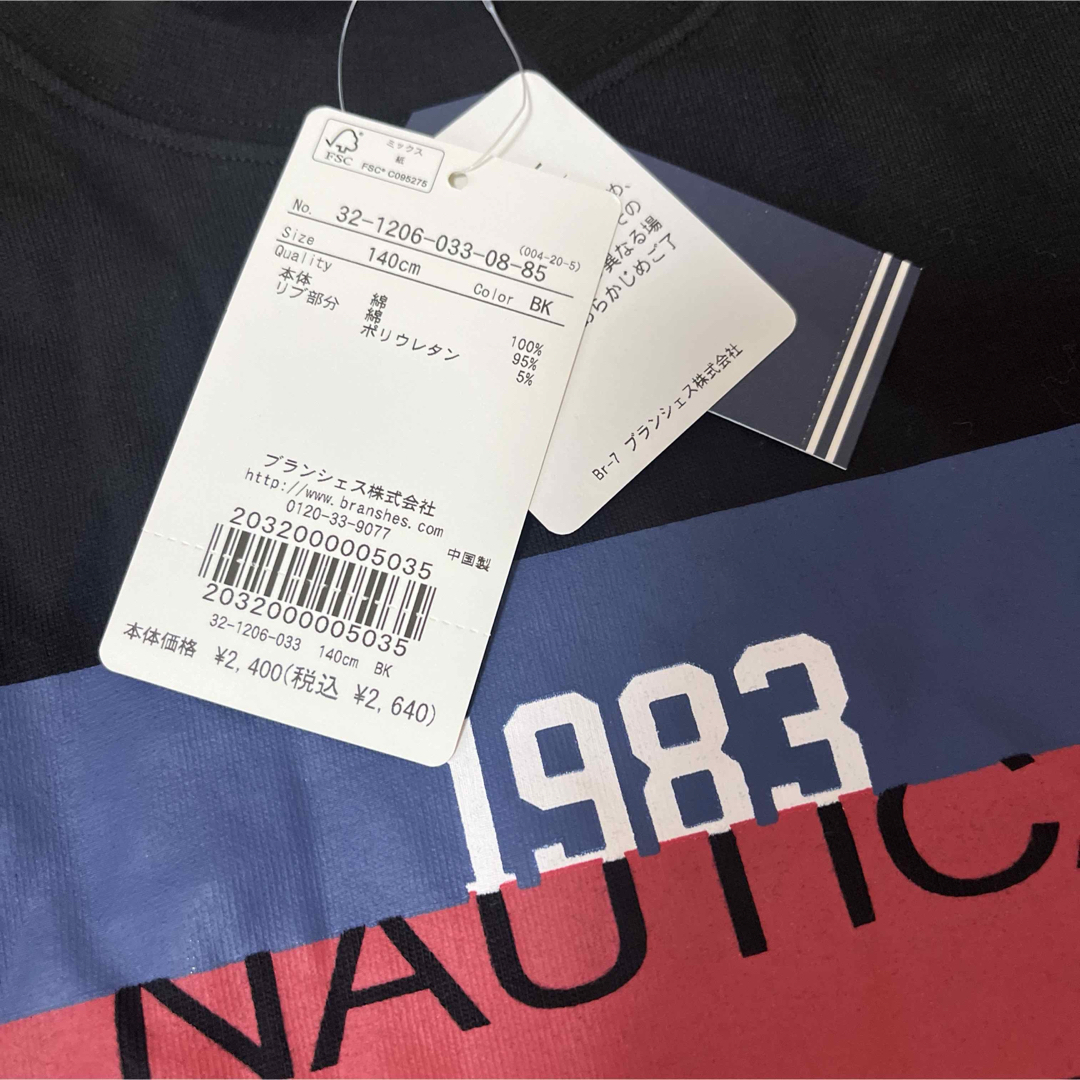 ミックス
紙
FSC
FSC® C095275
No. 32-1206-033-08-85 (004-20-5)
Size 140cm Color BK
Quality
本体 綿 100%
リブ部分 綿 95%
ポリウレタン 5%
ブランシェス株式会社
http://www.branshes.com
0120-33-9077
2032000005035 中国製
2032000005035
32-1206-033 140cm BK
本体価格 ¥2,400(税込 ¥2,640)
異なる場
らかじめご了
Br-7 ブランシェス株式会社
1983
NAUTIC